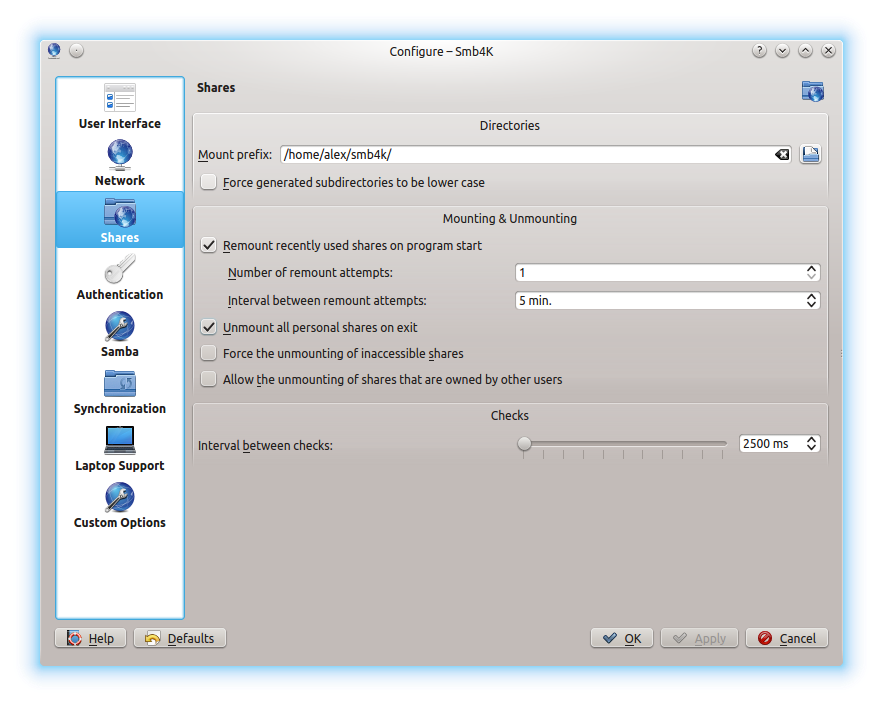 Configure – Smb4K
User Interface
Network
Shares
Authentication
Samba
Synchronization
Laptop Support
Custom Options
Shares
Directories
Mount prefix: /home/alex/smb4k/
Force generated subdirectories to be lower case
Mounting & Unmounting
Remount recently used shares on program start
Number of remount attempts: 1
Interval between remount attempts: 5 min.
Unmount all personal shares on exit
Force the unmounting of inaccessible shares
Allow the unmounting of shares that are owned by other users
Checks
Interval between checks: 2500 ms
Help Defaults OK Apply Cancel